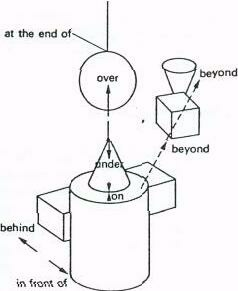 at the end of
over
beyond
beyond
under
on
behind
in front of